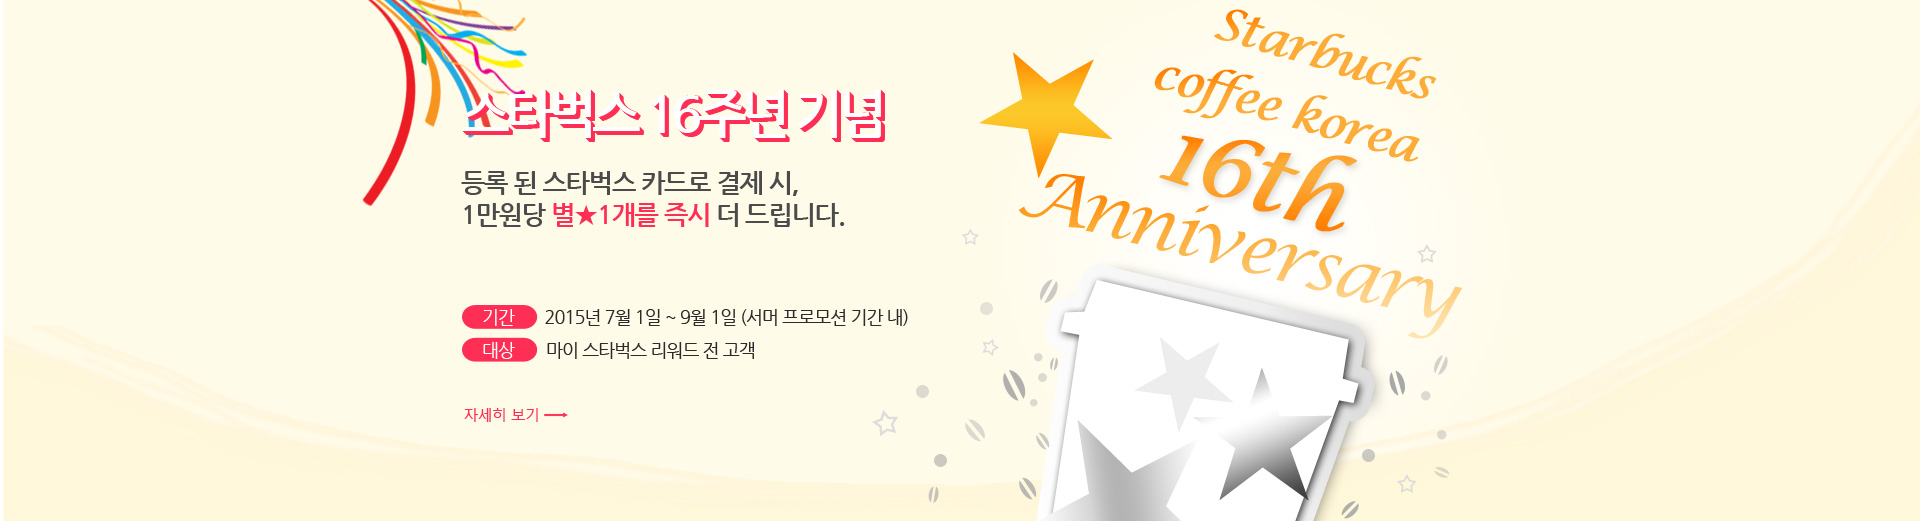 스타벅스 16주년 기념
등록 된 스타벅스 카드로 결제 시,
1만원당 별★1개를 즉시 더 드립니다.
기간 2015년 7월 1일 ~ 9월 1일 (서머 프로모션 기간 내)
대상 마이 스타벅스 리워드 전 고객
자세히 보기
Starbucks
coffee korea
16th
Anniversary